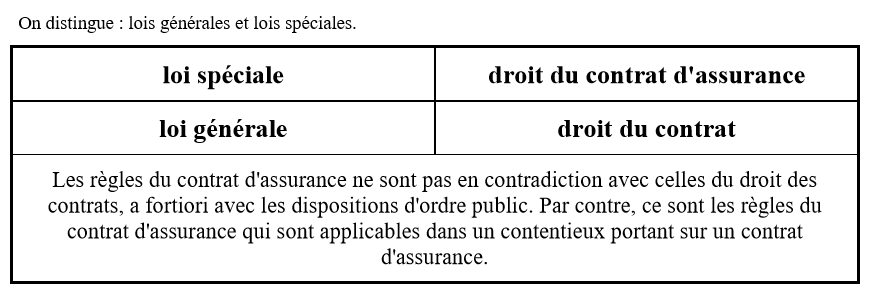 On distingue : lois générales et lois spéciales.
loi spéciale droit du contrat d'assurance
loi générale droit du contrat
Les règles du contrat d'assurance ne sont pas en contradiction avec celles du droit des
contrats, a fortiori avec les dispositions d'ordre public. Par contre, ce sont les règles du
contrat d'assurance qui sont applicables dans un contentieux portant sur un contrat
d'assurance.